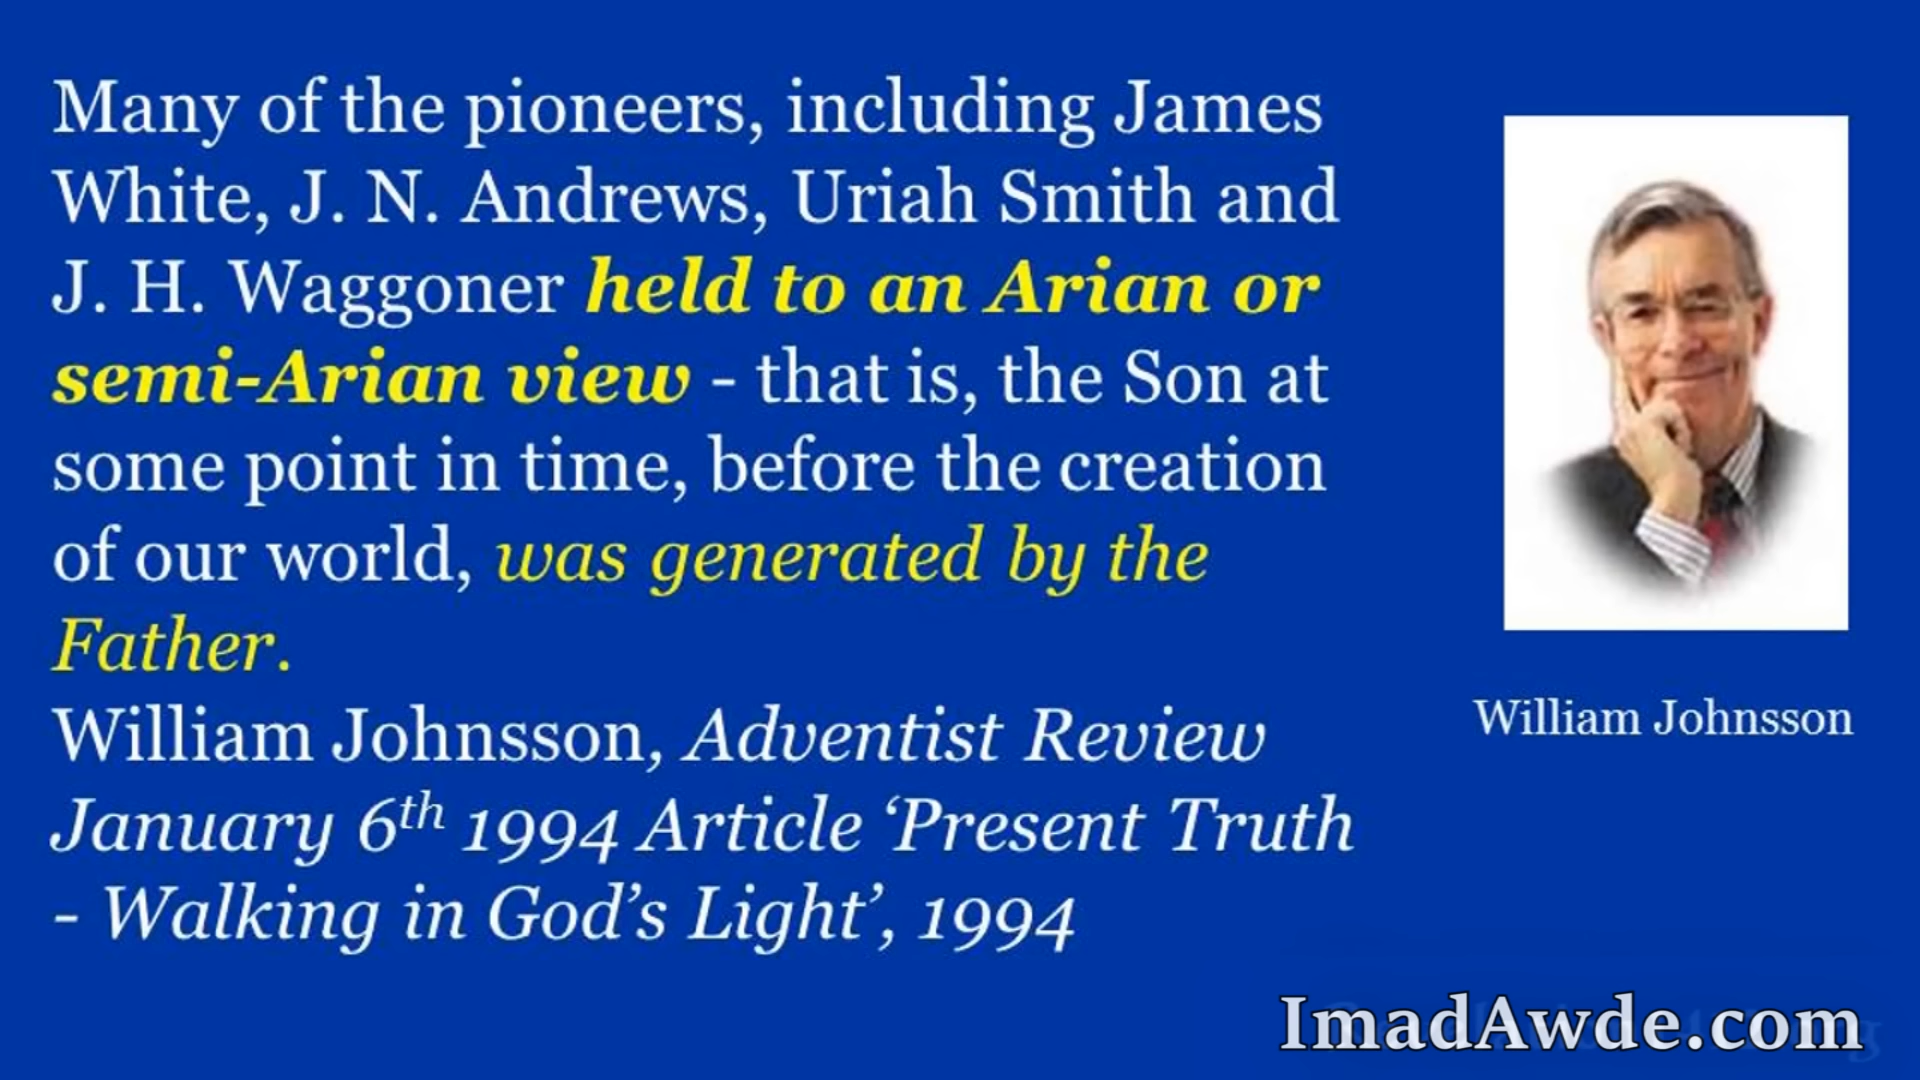 Many of the pioneers, including James
White, J. N. Andrews, Uriah Smith and
J. H. Waggoner held to an Arian or
semi-Arian view - that is, the Son at
some point in time, before the creation
of our world, was generated by the
Father.
William Johnsson, Adventist Review
January 6th 1994 Article ‘Present Truth
- Walking in God’s Light’, 1994
William Johnsson
ImadAwde.com